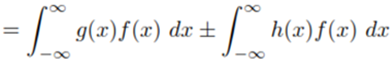 = ∫_{-∞}^{∞} g(x)f(x) dx ± ∫_{-∞}^{∞} h(x)f(x) dx